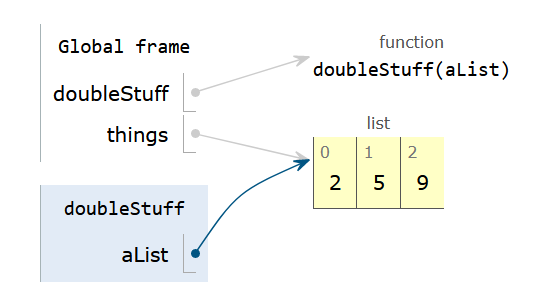 Global frame
doubleStuff
things
function
doubleStuff(aList)
list
0 1 2
2 5 9
doubleStuff
aList